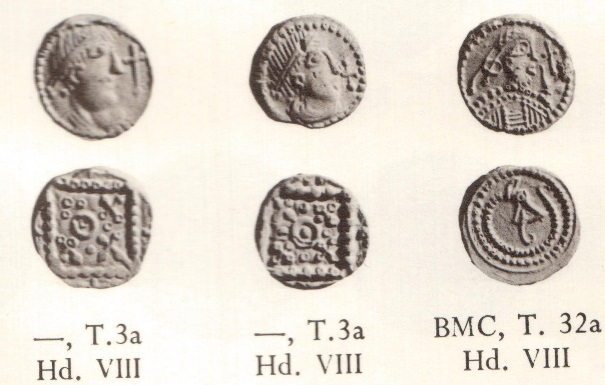 —, T.3a
Hd. VIII
—, T.3a
Hd. VIII
BMC, T. 32a
Hd. VIII